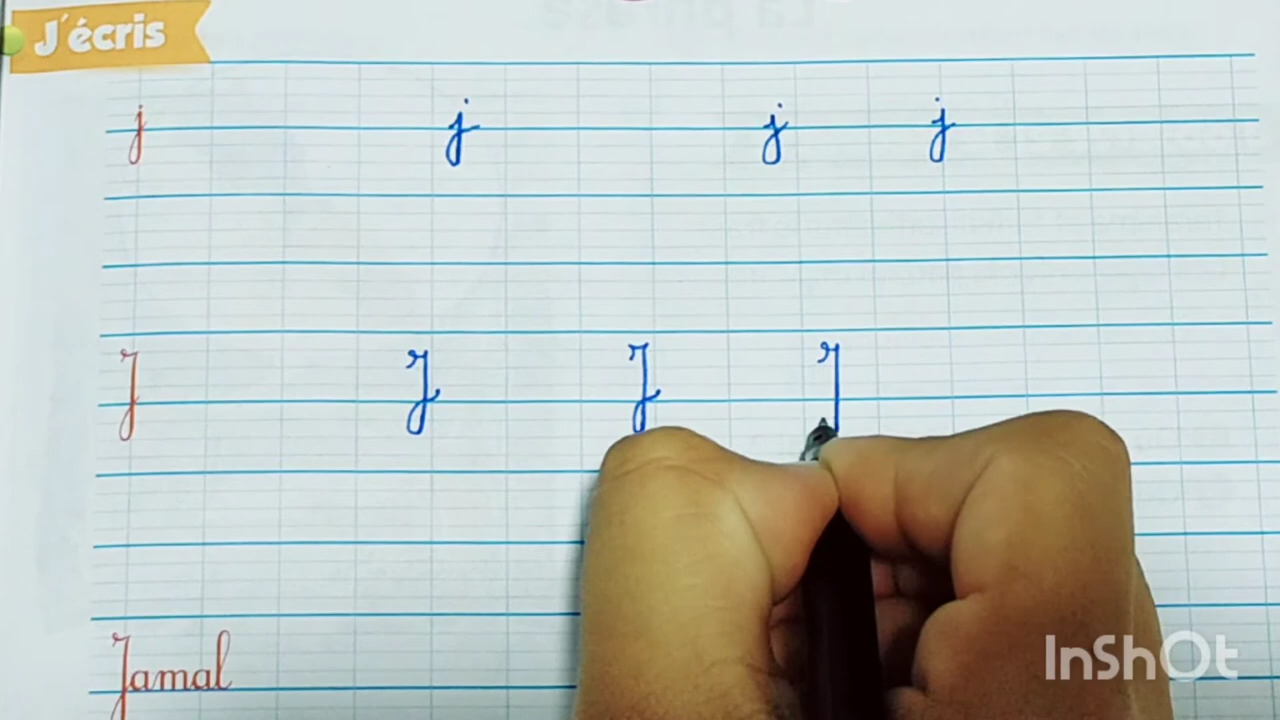 J'écris
j j j j
J J J J
Jamal
InShOt